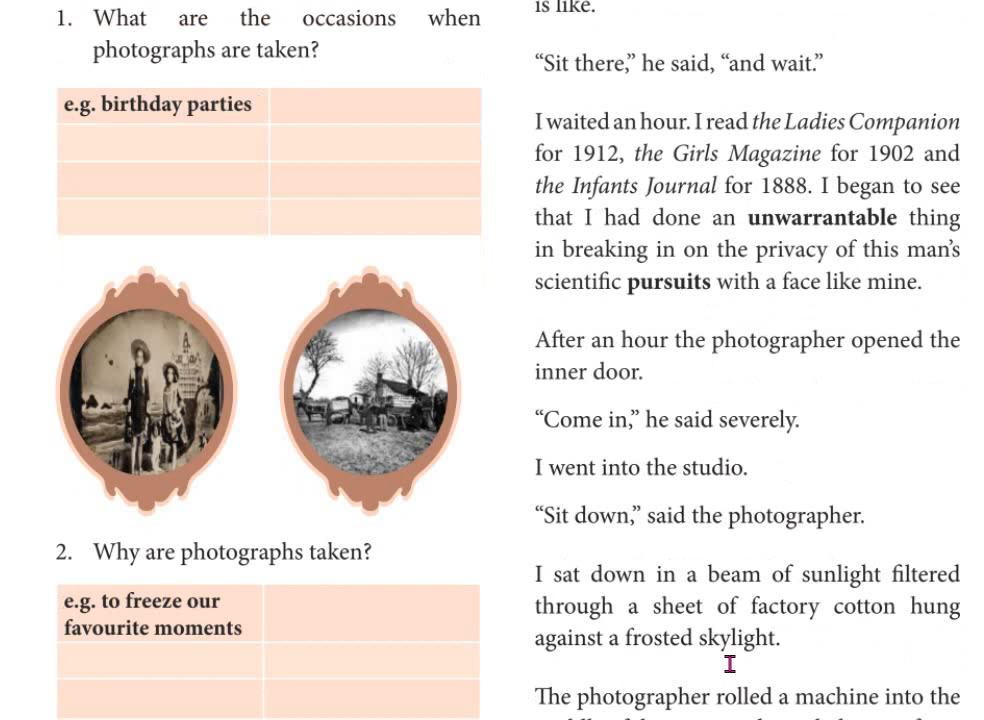 1. What are the occasions when
photographs are taken?
e.g. birthday parties
2. Why are photographs taken?
e.g. to freeze our
favourite moments
is like.
“Sit there,” he said, “and wait.”
I waited an hour. I read the Ladies Companion
for 1912, the Girls Magazine for 1902 and
the Infants Journal for 1888. I began to see
that I had done an unwarrantable thing
in breaking in on the privacy of this man’s
scientific pursuits with a face like mine.
After an hour the photographer opened the
inner door.
“Come in,” he said severely.
I went into the studio.
“Sit down,” said the photographer.
I sat down in a beam of sunlight filtered
through a sheet of factory cotton hung
against a frosted skylight.
The photographer rolled a machine into the